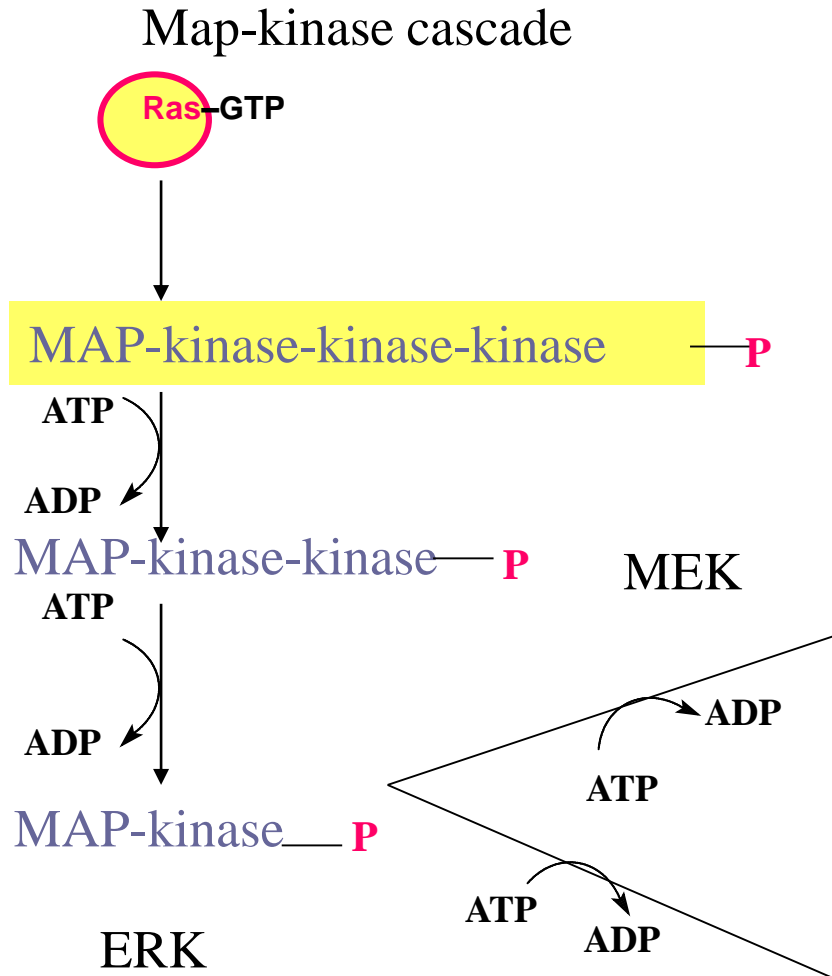 Map-kinase cascade
Ras-GTP
MAP-kinase-kinase-kinase P
ATP
ADP
MAP-kinase-kinase P
MEK
ATP
ADP
ADP
ATP
MAP-kinase P
ATP
ADP
ERK